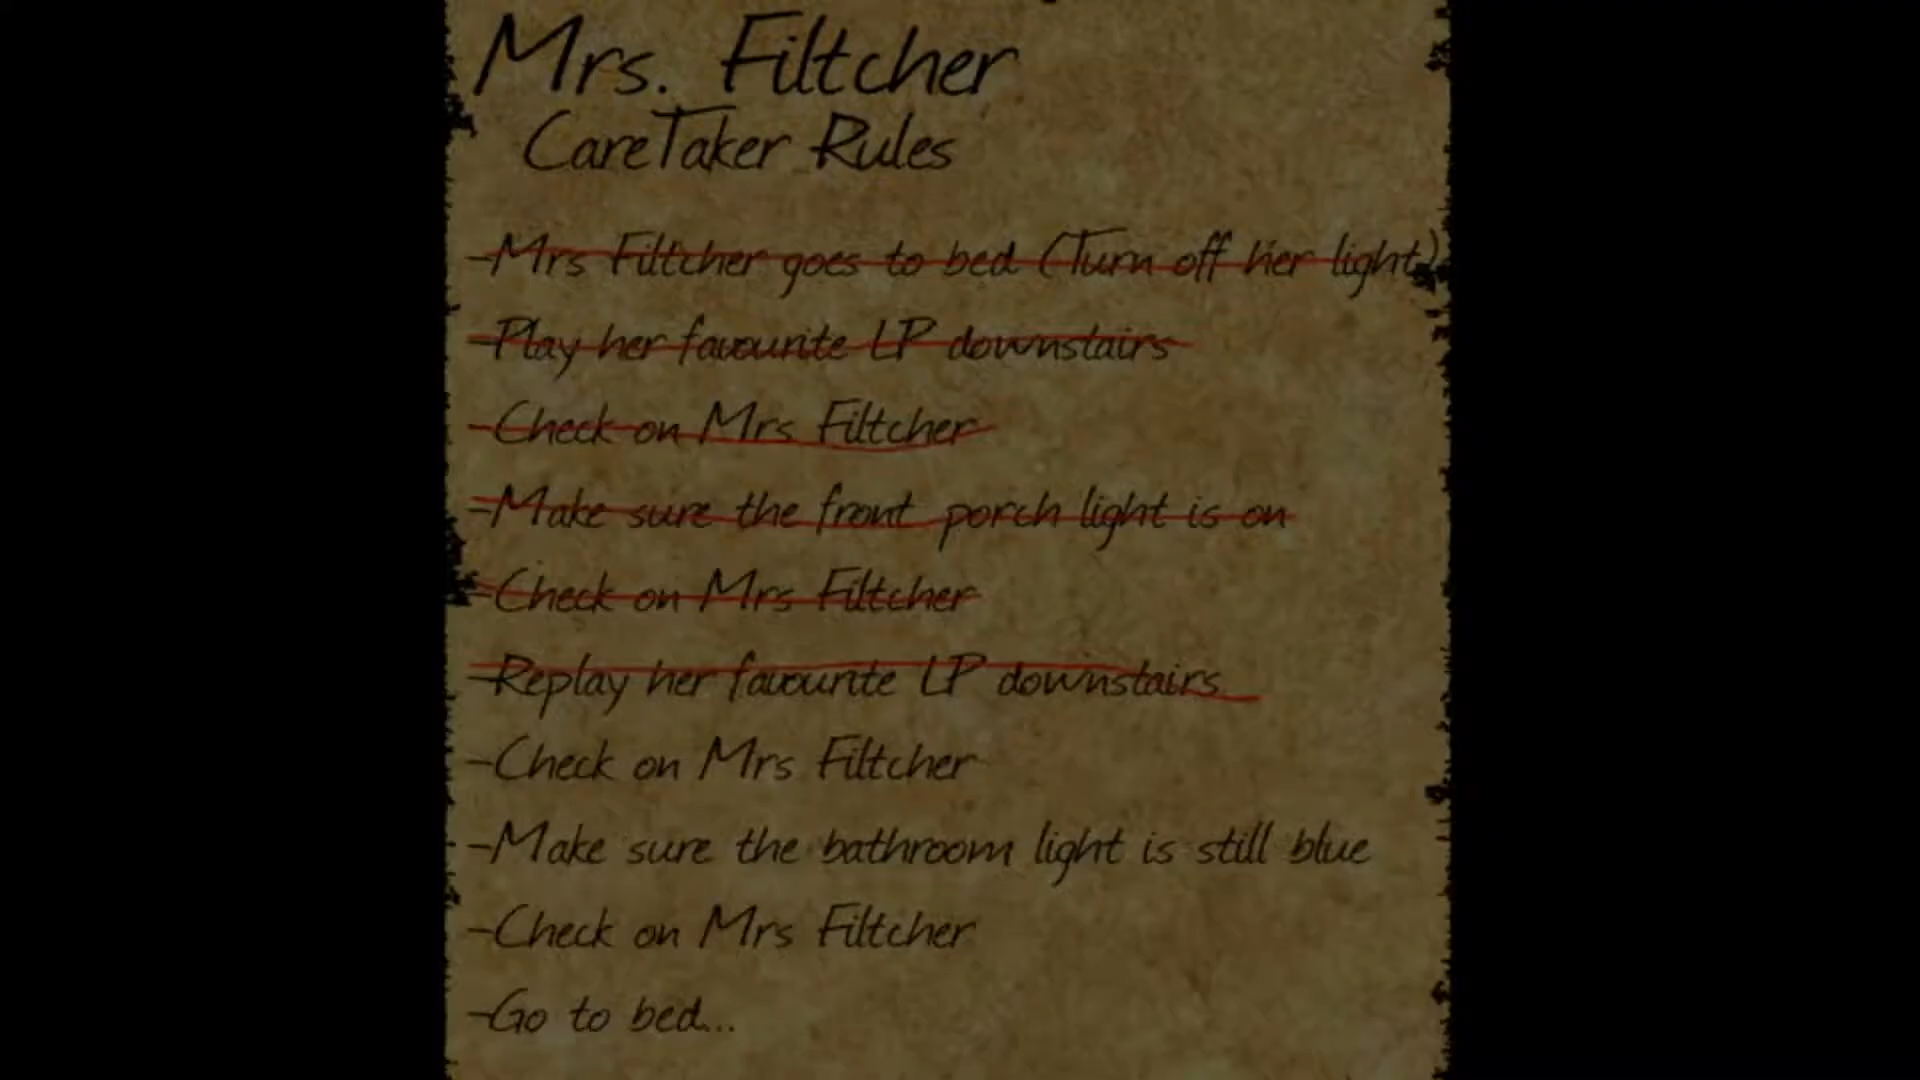 Mrs. Filtcher
CareTaker Rules
-Mrs Filtcher goes to bed (Turn off her light)
-Play her favourite LP downstairs
-Check on Mrs Filtcher
-Make sure the front porch light is on
-Check on Mrs Filtcher
-Replay her favourite LP downstairs
-Check on Mrs Filtcher
-Make sure the bathroom light is still blue
-Check on Mrs Filtcher
-Go to bed...